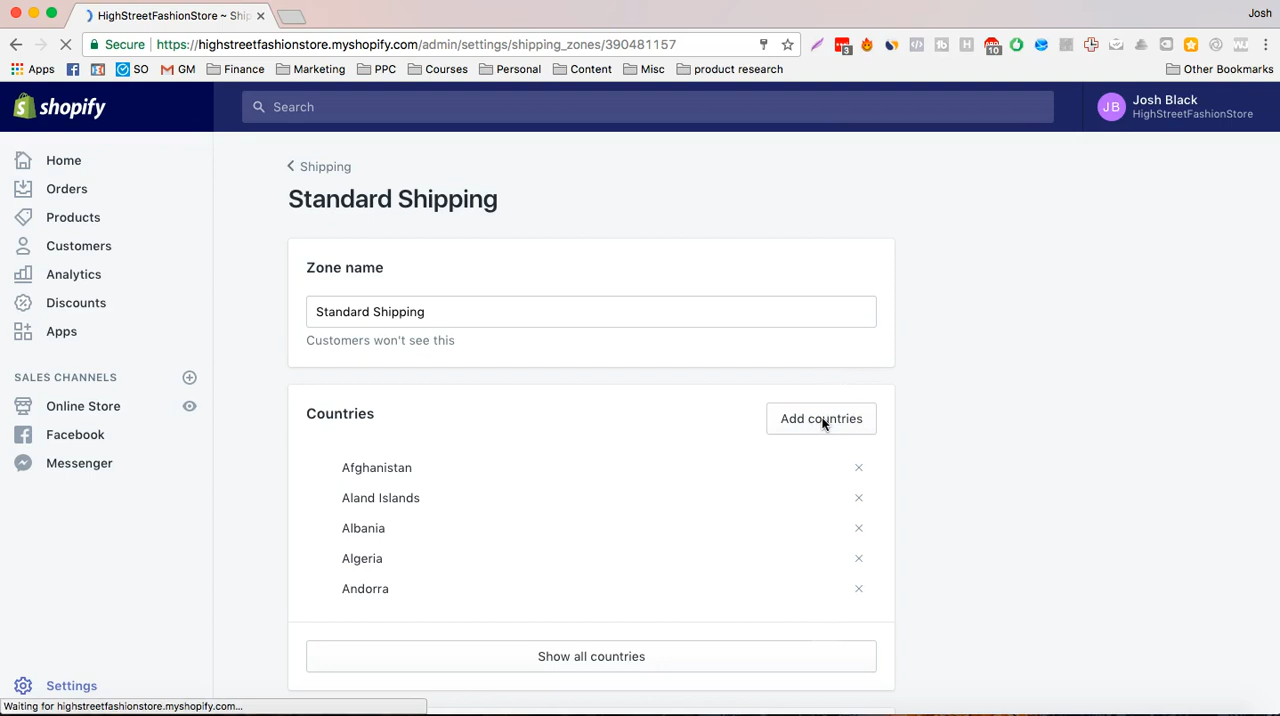 HighStreetFashionStore ~ Ship
Josh
Secure https://highstreetfashionstore.myshopify.com/admin/settings/shipping_zones/390481157
3
10
Apps SO GM Finance Marketing PPC Courses Personal Content Misc product research Other Bookmarks
shopify
Search
JB
Josh Black
HighStreetFashionStore
Home
Orders
Products
Customers
Analytics
Discounts
Apps
SALES CHANNELS
Online Store
Facebook
Messenger
Settings
Waiting for highstreetfashionstore.myshopify.com...
Shipping
Standard Shipping
Zone name
Standard Shipping
Customers won't see this
Countries
Add countries
Afghanistan
Aland Islands
Albania
Algeria
Andorra
Show all countries